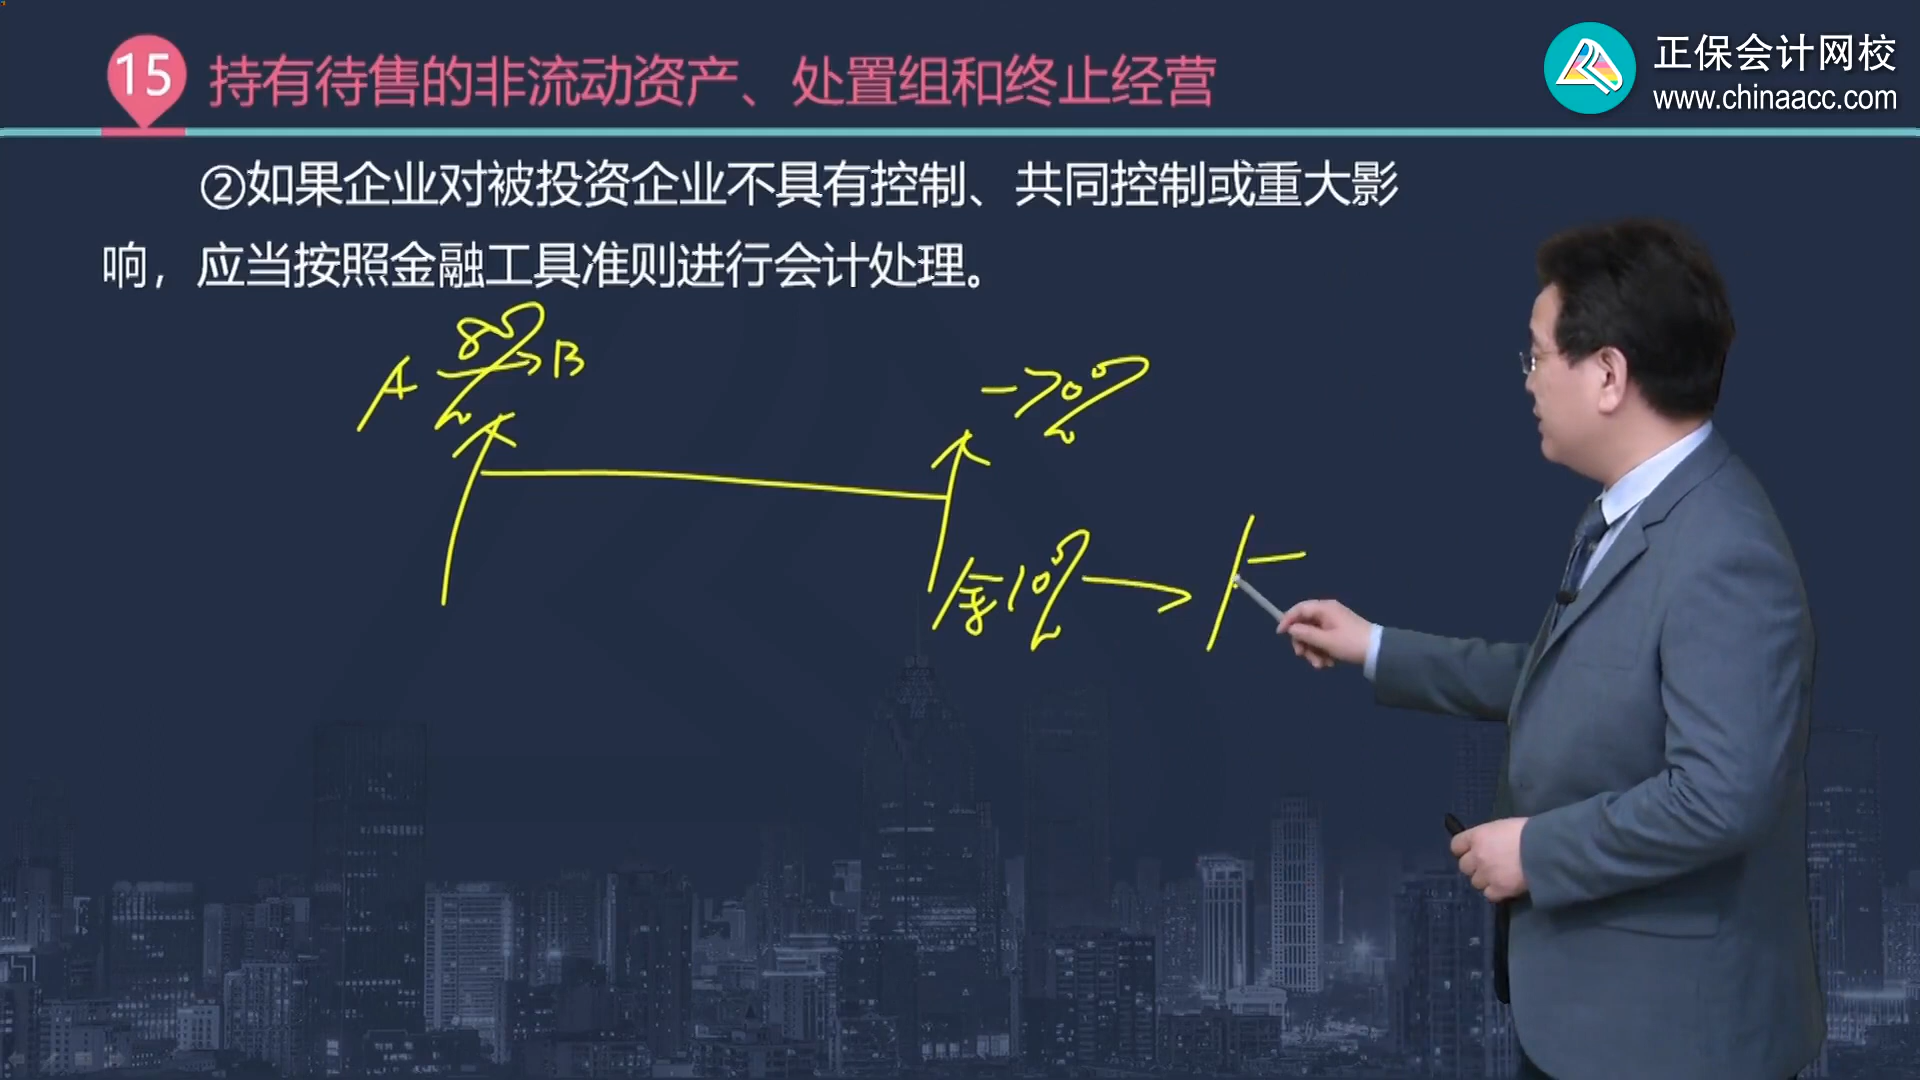 15 持有待售的非流动资产、处置组和终止经营
正保会计网校
www.chinaacc.com
②如果企业对被投资企业不具有控制、共同控制或重大影
响，应当按照金融工具准则进行会计处理。
A 80% B
-70%
余10%